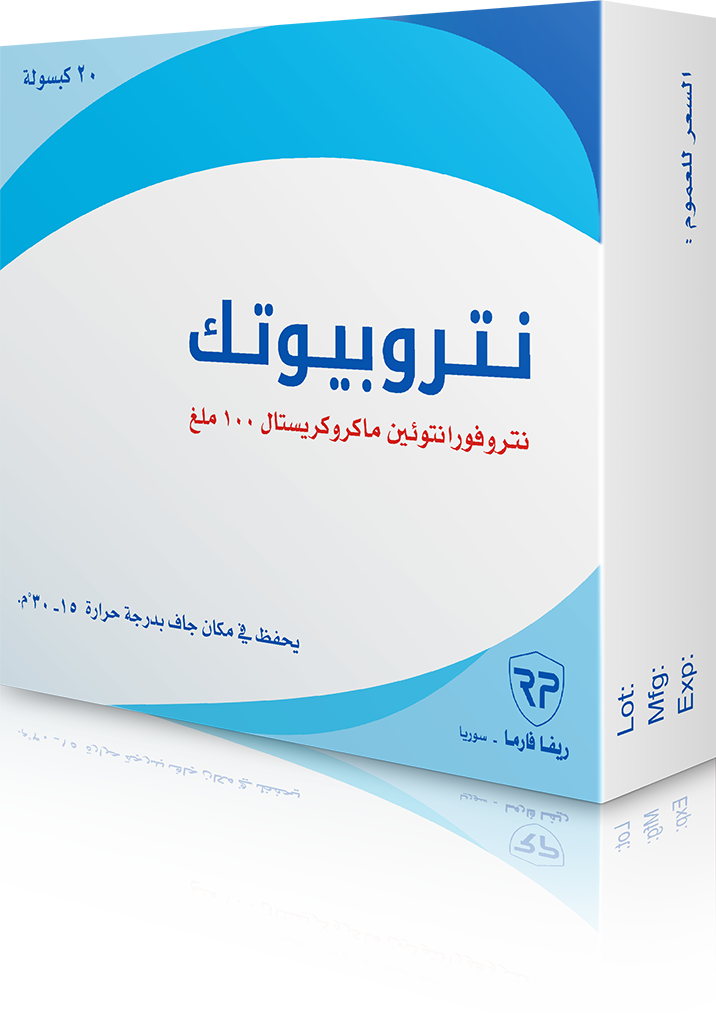 ٢٠ كبسولة
نتروبيوتك
نتروفورانتوئين ماكروكريستال ١٠٠ ملغ
يحفظ في مكان جاف بدرجة حرارة ١٥ـ ٣٠°م.
RP
ريفا فارما ـ سوريا
السعر للعموم :
Lot:
Mfg:
Exp: